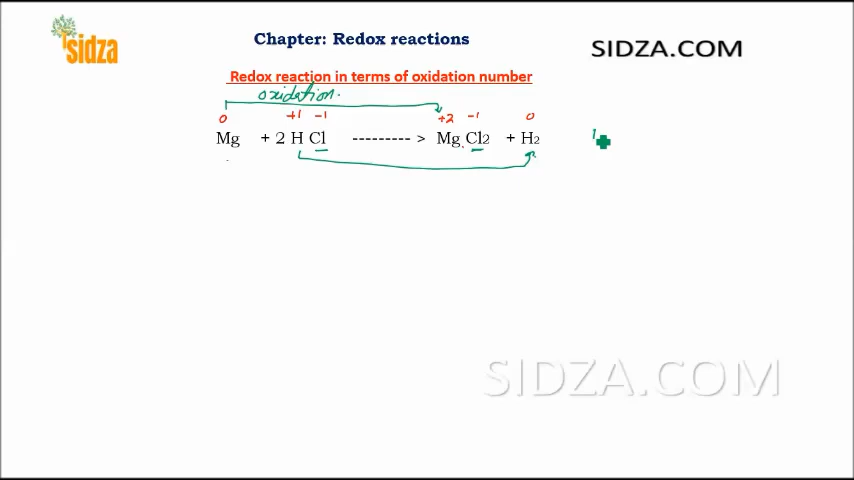 sidza
Chapter: Redox reactions
SIDZA.COM
Redox reaction in terms of oxidation number
oxidation.
0 +1 -1 +2 -1 0
Mg + 2 H Cl --------- > Mg Cl2 + H2
SIDZA.COM